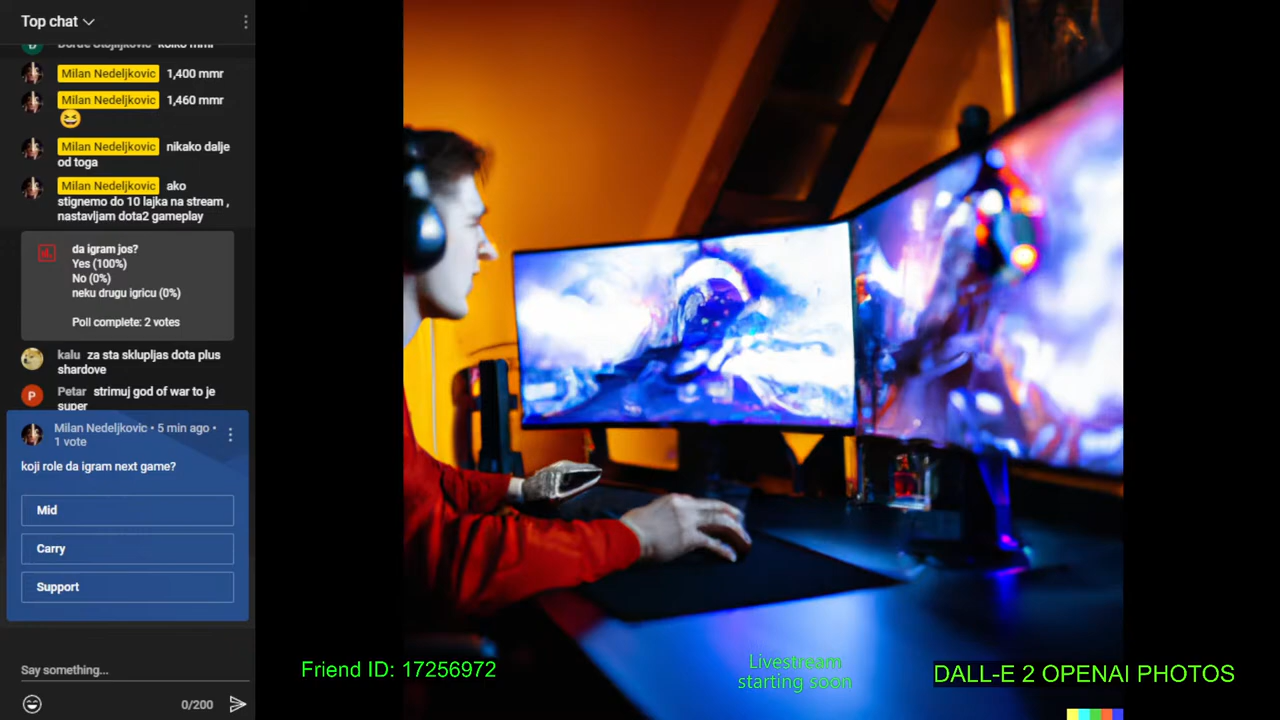 Top chat
Milan Nedeljkovic 1,400 mmr
Milan Nedeljkovic 1,460 mmr
Milan Nedeljkovic nikako dalje
od toga
Milan Nedeljkovic ako
stignemo do 10 lajka na stream ,
nastavljam dota2 gameplay
da igram jos?
Yes (100%)
No (0%)
neku drugu igricu (0%)
Poll complete: 2 votes
kalu za sta sklupljas dota plus
shardove
P Petar strimuj god of war to je
super
Milan Nedeljkovic • 5 min ago •
1 vote
koji role da igram next game?
Mid
Carry
Support
Say something...
0/200
Friend ID: 17256972
Livestream
starting soon
DALL-E 2 OPENAI PHOTOS